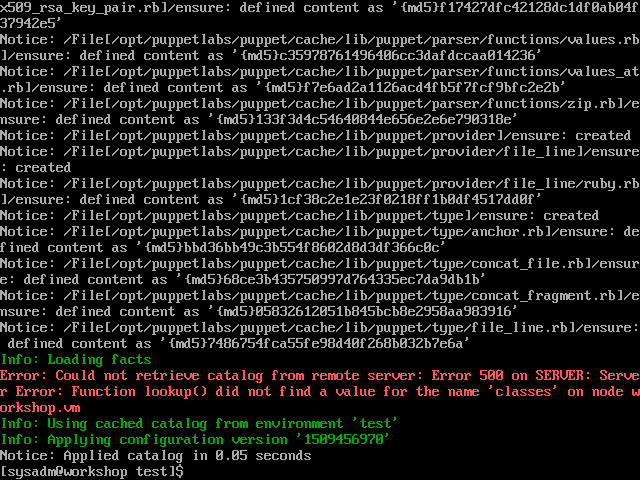 x509_rsa_key_pair.rb]/ensure: defined content as '{md5}f17427dfc42128dc1df0ab04f
37942e5'
Notice: /File[/opt/puppetlabs/puppet/cache/lib/puppet/parser/functions/values.rb
]/ensure: defined content as '{md5}c35978761496406cc3dafdccaa014236'
Notice: /File[/opt/puppetlabs/puppet/cache/lib/puppet/parser/functions/values_at
.rb]/ensure: defined content as '{md5}f7e6ad2a1126acd4fb5f7fcf9bfc2e2b'
Notice: /File[/opt/puppetlabs/puppet/cache/lib/puppet/parser/functions/zip.rb]/e
nsure: defined content as '{md5}133f3d4c54640844e656e2e6e790318e'
Notice: /File[/opt/puppetlabs/puppet/cache/lib/puppet/provider]/ensure: created
Notice: /File[/opt/puppetlabs/puppet/cache/lib/puppet/provider/file_line]/ensure
: created
Notice: /File[/opt/puppetlabs/puppet/cache/lib/puppet/provider/file_line/ruby.rb
]/ensure: defined content as '{md5}1cf38c2e1e23f0218ff1b0df4517dd0f'
Notice: /File[/opt/puppetlabs/puppet/cache/lib/puppet/type]/ensure: created
Notice: /File[/opt/puppetlabs/puppet/cache/lib/puppet/type/anchor.rb]/ensure: de
fined content as '{md5}bbd36bb49c3b554f8602d8d3df366c0c'
Notice: /File[/opt/puppetlabs/puppet/cache/lib/puppet/type/concat_file.rb]/ensur
e: defined content as '{md5}68ce3b435750997d764335ec7da9db1b'
Notice: /File[/opt/puppetlabs/puppet/cache/lib/puppet/type/concat_fragment.rb]/e
nsure: defined content as '{md5}05832612051b845bcb8e2958aa983916'
Notice: /File[/opt/puppetlabs/puppet/cache/lib/puppet/type/file_line.rb]/ensure:
 defined content as '{md5}7486754fca55fe98d40f268b032b7e6a'
Info: Loading facts
Error: Could not retrieve catalog from remote server: Error 500 on SERVER: Serve
r Error: Function lookup() did not find a value for the name 'classes' on node w
orkshop.vm
Info: Using cached catalog from environment 'test'
Info: Applying configuration version '1509456970'
Notice: Applied catalog in 0.05 seconds
[sysadm@workshop test]$